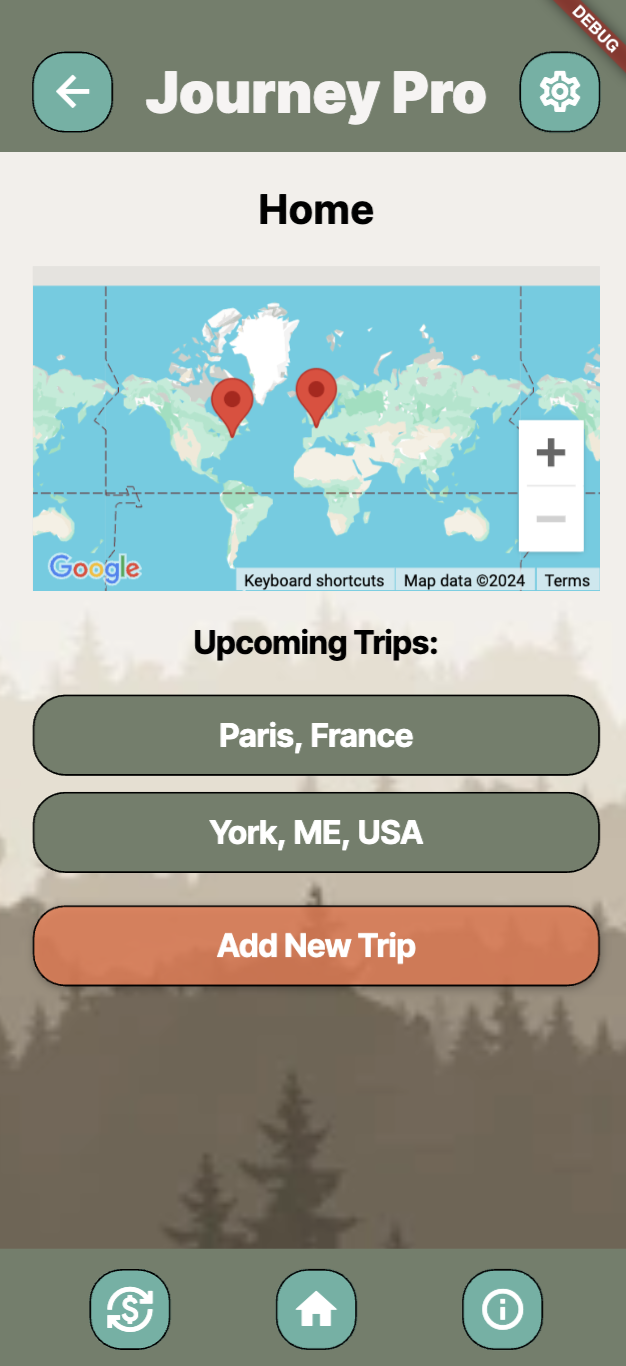 DEBUG
Journey Pro
Home
Google
Keyboard shortcuts
Map data ©2024
Terms
Upcoming Trips:
Paris, France
York, ME, USA
Add New Trip